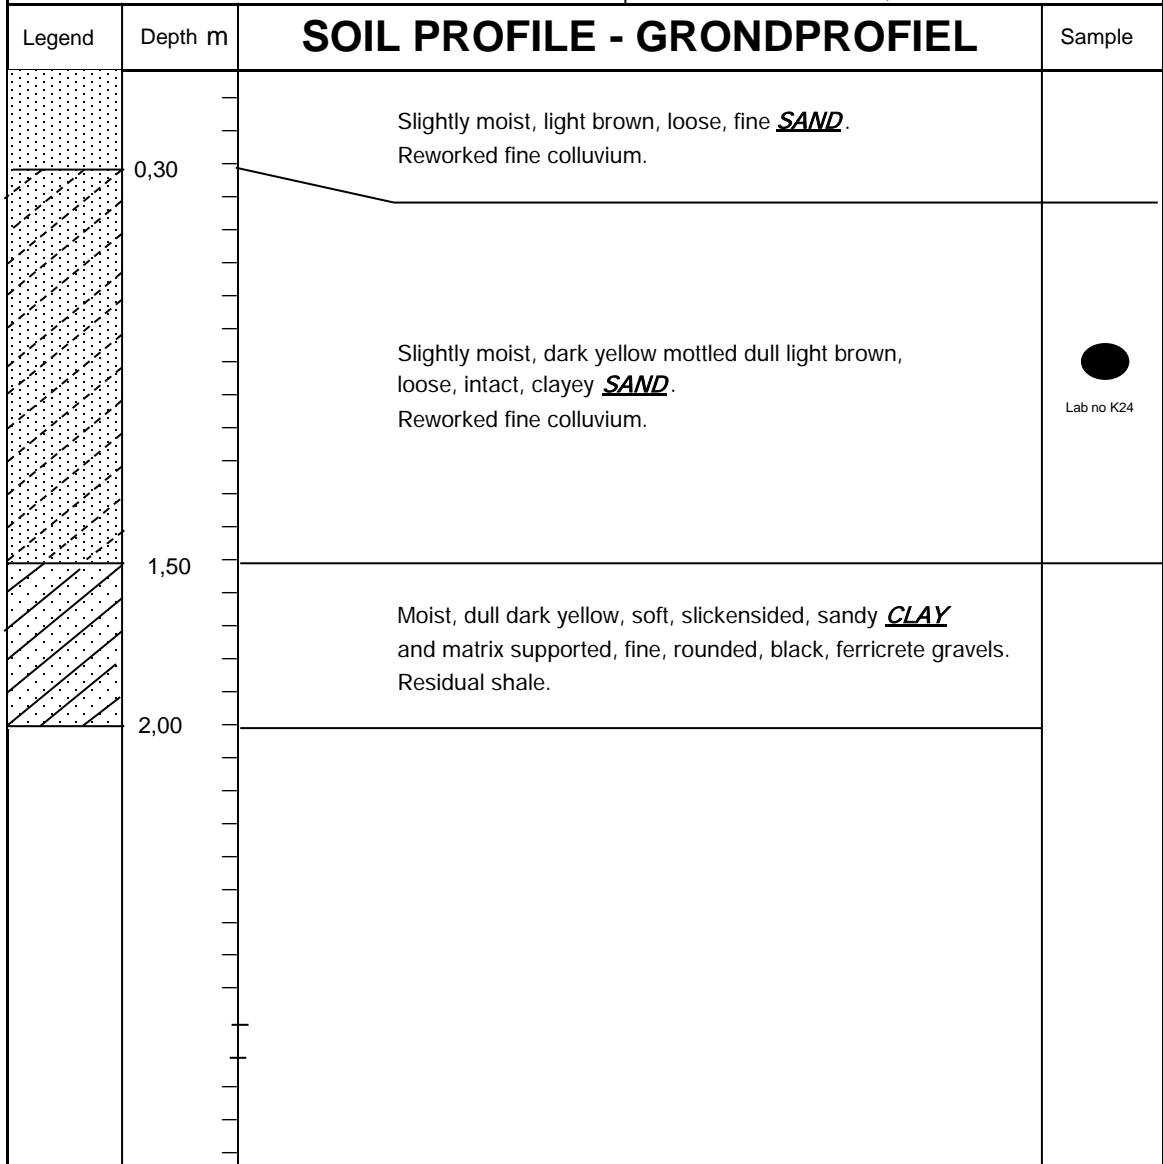 Legend
Depth m
SOIL PROFILE - GRONDPROFIEL
Sample
Slightly moist, light brown, loose, fine SAND.
Reworked fine colluvium.
0,30
Slightly moist, dark yellow mottled dull light brown,
loose, intact, clayey SAND.
Reworked fine colluvium.
Lab no K24
1,50
Moist, dull dark yellow, soft, slickensided, sandy CLAY
and matrix supported, fine, rounded, black, ferricrete gravels.
Residual shale.
2,00